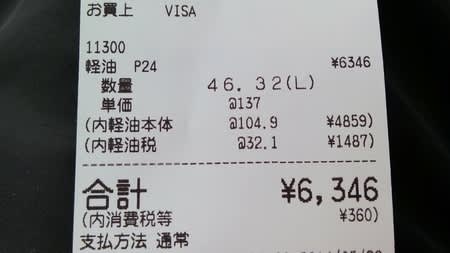 お買上 VISA
11300
軽油 P24 ¥6346
数量 46.32(L)
単価 @137
(内軽油本体 @104.9 ¥4859)
(内軽油税 @32.1 ¥1487)
合計 ¥6,346
(内消費税等 ¥360)
支払方法 通常